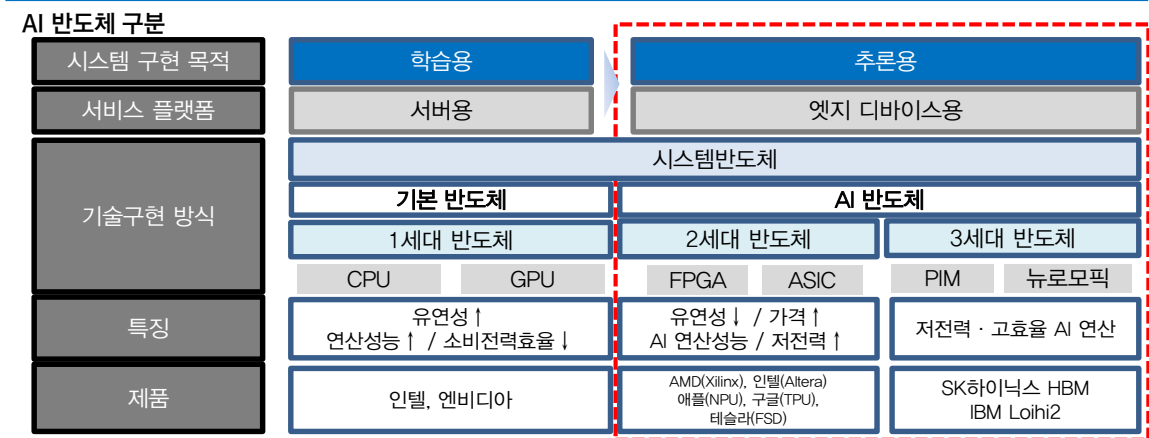 AI 반도체 구분
시스템 구현 목적
학습용
추론용
서비스 플랫폼
서버용
엣지 디바이스용
기술구현 방식
시스템반도체
기본 반도체
AI 반도체
1세대 반도체
2세대 반도체
3세대 반도체
CPU
GPU
FPGA
ASIC
PIM
뉴로모픽
특징
유연성↑
연산성능↑ / 소비전력효율↓
유연성↓ / 가격↑
AI 연산성능 / 저전력↑
저전력 · 고효율 AI 연산
제품
인텔, 엔비디아
AMD(Xilinx), 인텔(Altera)
애플(NPU), 구글(TPU),
테슬라(FSD)
SK하이닉스 HBM
IBM Loihi2